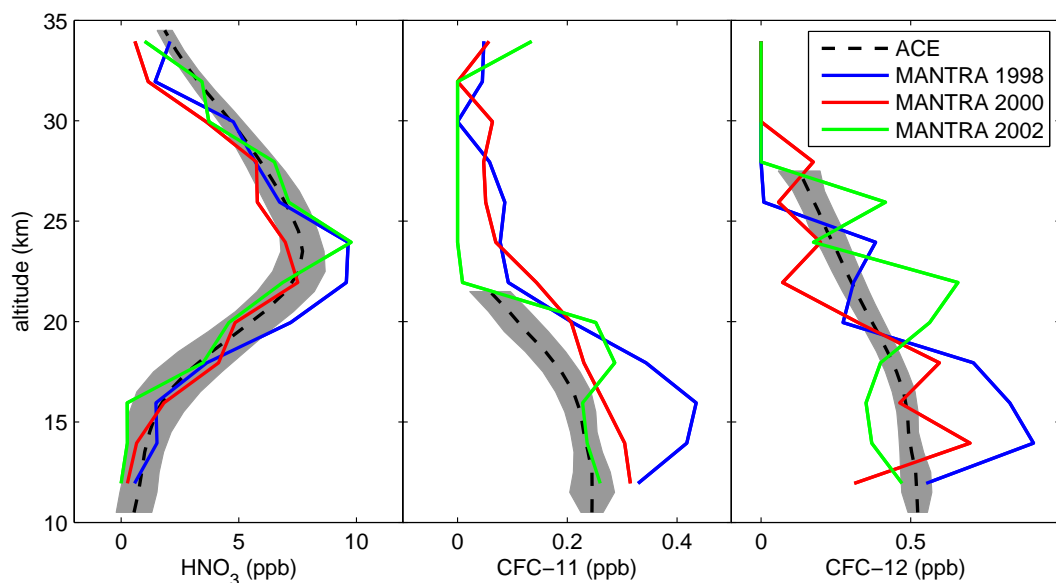 35
30
25
20
15
10
altitude (km)
0 5 10
HNO3 (ppb)
0 0.2 0.4
CFC−11 (ppb)
0 0.5
CFC−12 (ppb)
ACE
MANTRA 1998
MANTRA 2000
MANTRA 2002